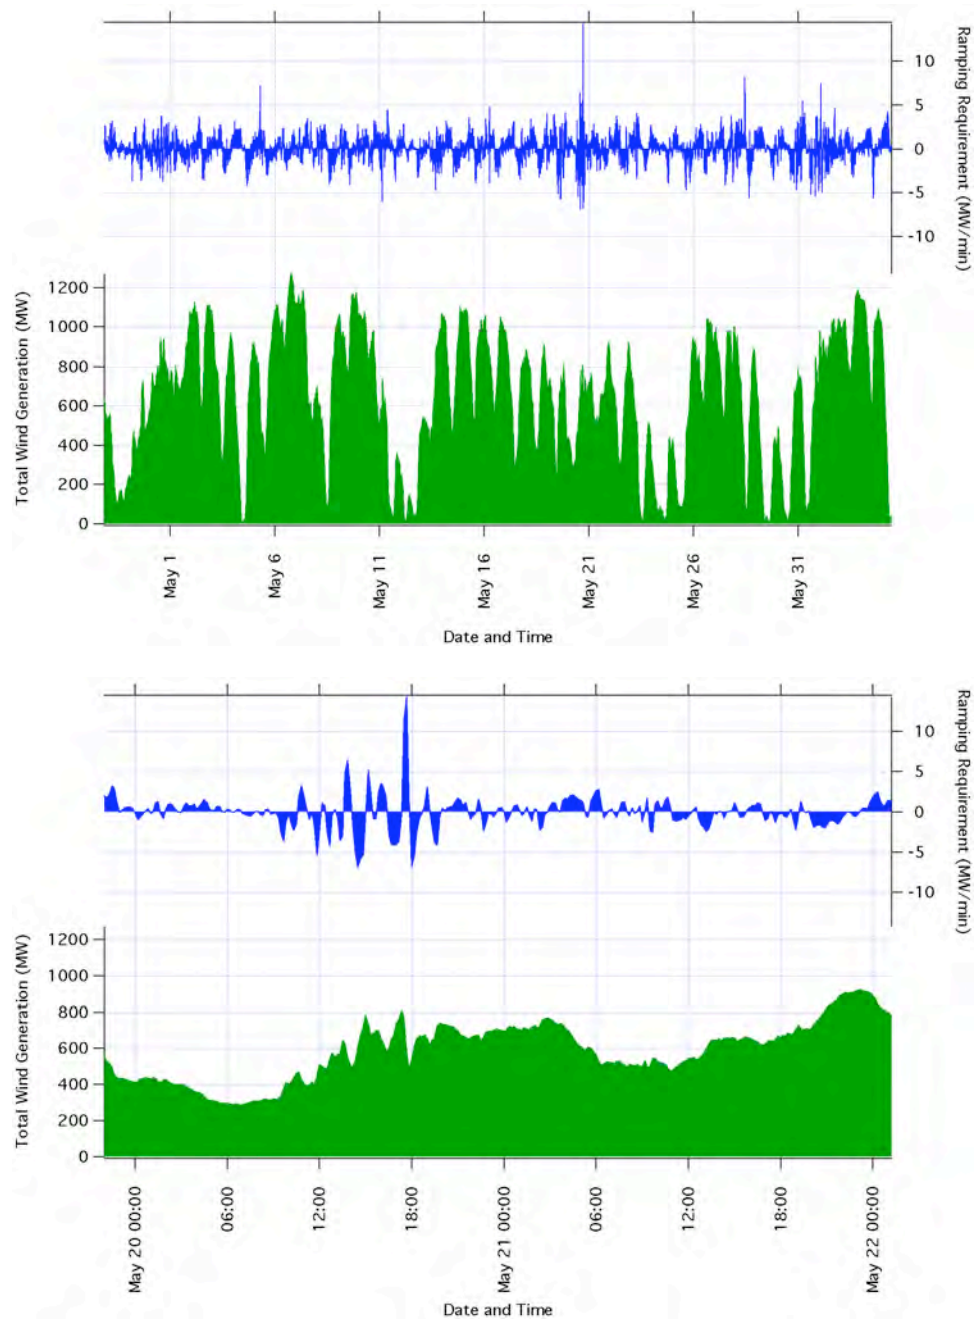 10
5
0
-5
-10
Ramping Requirement (MW/min)
1200
1000
800
600
400
200
0
Total Wind Generation (MW)
May 1
May 6
May 11
May 16
May 21
May 26
May 31
Date and Time
10
5
0
-5
-10
Ramping Requirement (MW/min)
1200
1000
800
600
400
200
0
Total Wind Generation (MW)
May 20 00:00
06:00
12:00
18:00
May 21 00:00
06:00
12:00
18:00
May 22 00:00
Date and Time